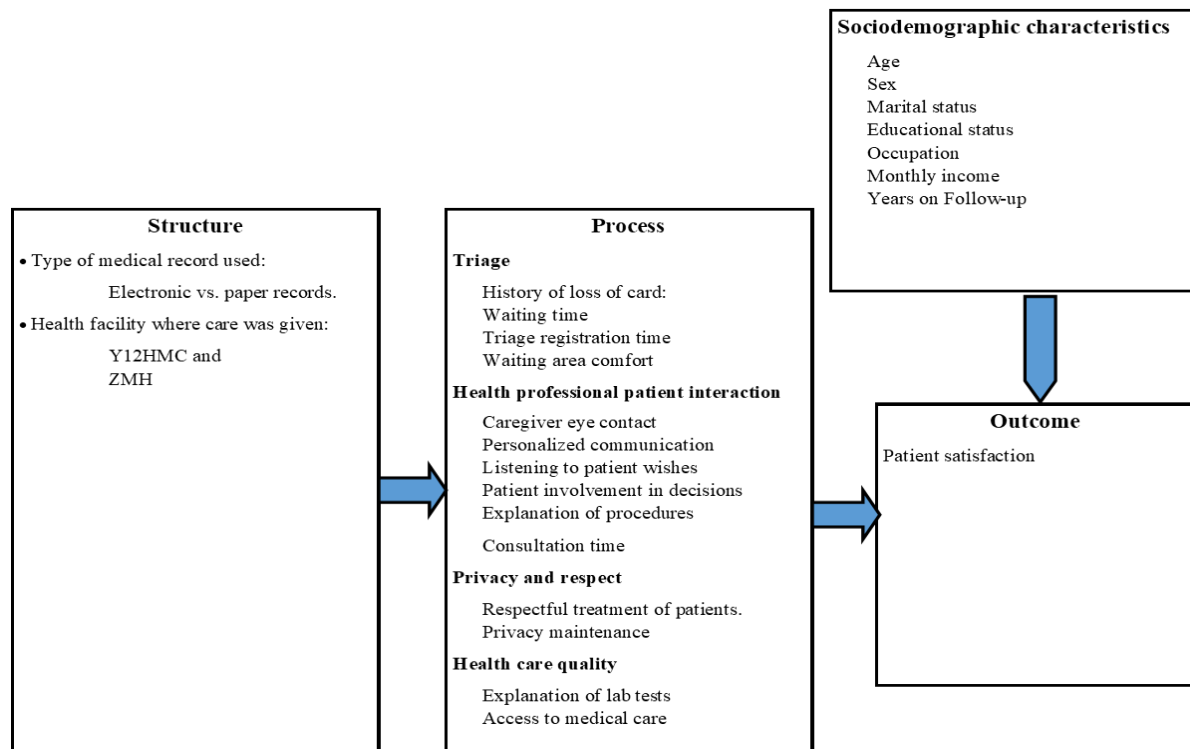 Sociodemographic characteristics
Age
Sex
Marital status
Educational status
Occupation
Monthly income
Years on Follow-up
Structure
• Type of medical record used:
Electronic vs. paper records.
• Health facility where care was given:
Y12HMC and
ZMH
Process
Triage
History of loss of card:
Waiting time
Triage registration time
Waiting area comfort
Health professional patient interaction
Caregiver eye contact
Personalized communication
Listening to patient wishes
Patient involvement in decisions
Explanation of procedures
Consultation time
Privacy and respect
Respectful treatment of patients.
Privacy maintenance
Health care quality
Explanation of lab tests
Access to medical care
Outcome
Patient satisfaction